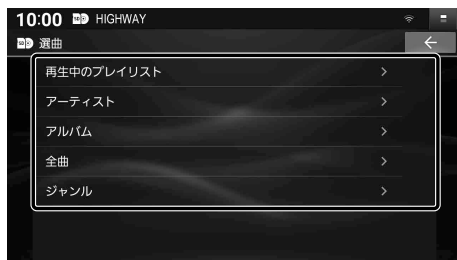 10:00 HIGHWAY
選曲
再生中のプレイリスト
アーティスト
アルバム
全曲
ジャンル